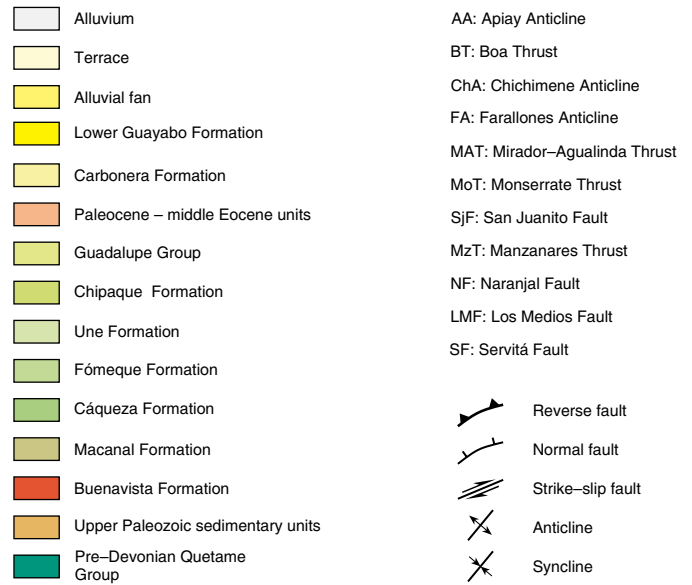 Alluvium
Terrace
Alluvial fan
Lower Guayabo Formation
Carbonera Formation
Paleocene – middle Eocene units
Guadalupe Group
Chipaque Formation
Une Formation
Fómeque Formation
Cáqueza Formation
Macanal Formation
Buenavista Formation
Upper Paleozoic sedimentary units
Pre–Devonian Quetame
Group
AA: Apiay Anticline
BT: Boa Thrust
ChA: Chichimene Anticline
FA: Farallones Anticline
MAT: Mirador–Agualinda Thrust
MoT: Monserrate Thrust
SjF: San Juanito Fault
MzT: Manzanares Thrust
NF: Naranjal Fault
LMF: Los Medios Fault
SF: Servitá Fault
Reverse fault
Normal fault
Strike–slip fault
Anticline
Syncline